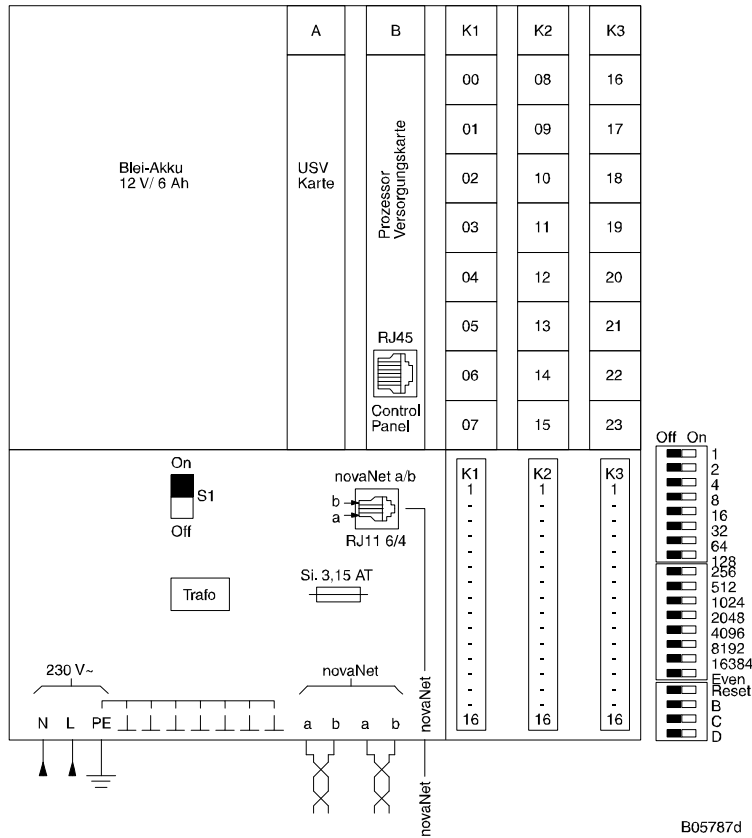 A B K1 K2 K3
00 08 16
01 09 17
02 10 18
03 11 19
04 12 20
05 13 21
06 14 22
07 15 23
Blei-Akku
12 V/ 6 Ah
USV
Karte
Prozessor
Versorgungskarte
RJ45
Control
Panel
On
S1
Off
novaNet a/b
b
a
RJ11 6/4
Trafo
Si. 3,15 AT
230 V~
N L PE
novaNet
a b a b
novaNet
novaNet
K1 K2 K3
1 1 1
16 16 16
Off On
1
2
4
8
16
32
64
128
256
512
1024
2048
4096
8192
16384
Even
Reset
B
C
D
B05787d